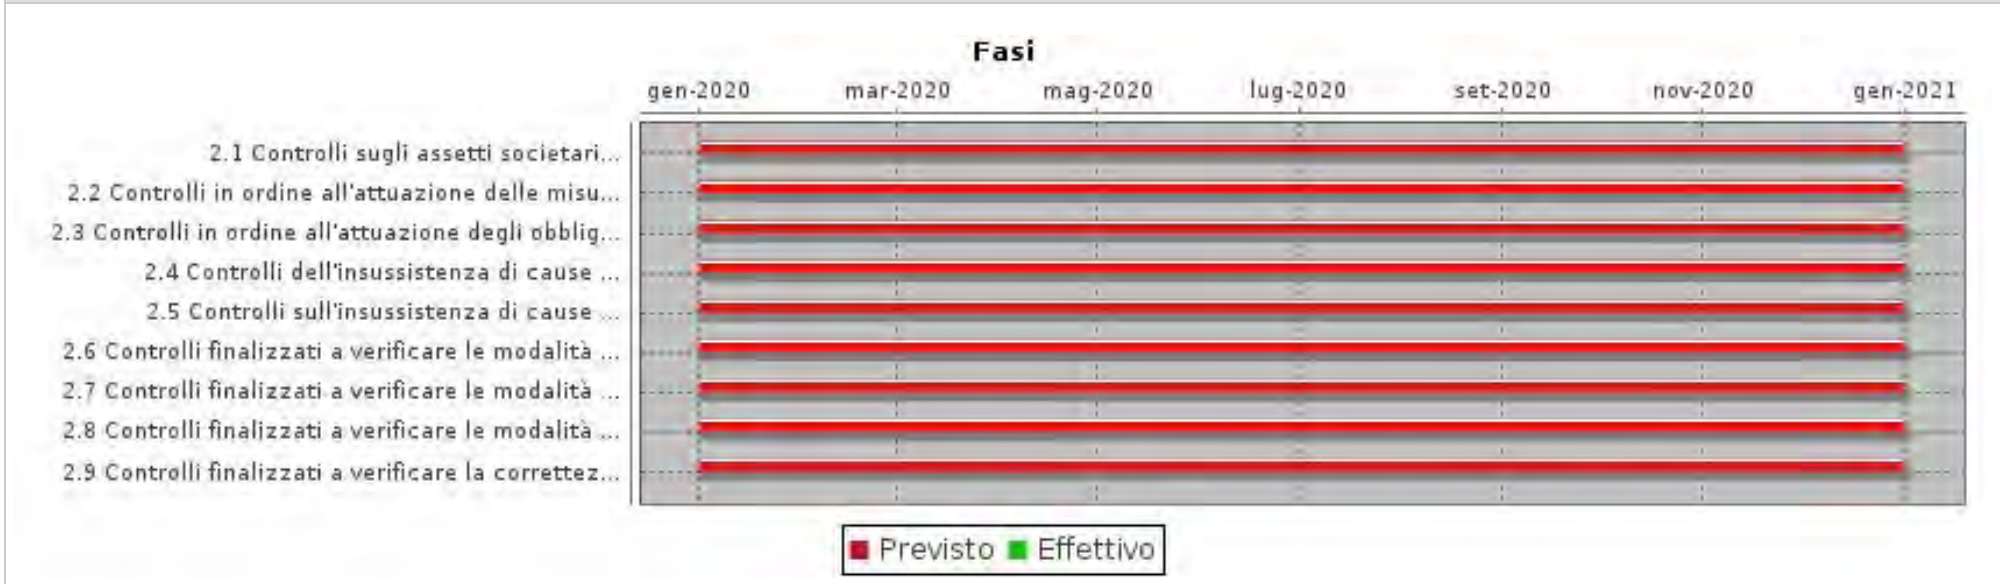 Fasi
gen-2020 mar-2020 mag-2020 lug-2020 set-2020 nov-2020 gen-2021
2.1 Controlli sugli assetti societari...
2.2 Controlli in ordine all'attuazione delle misu...
2.3 Controlli in ordine all'attuazione degli obblig...
2.4 Controlli dell'insussistenza di cause ...
2.5 Controlli sull'insussistenza di cause ...
2.6 Controlli finalizzati a verificare le modalità ...
2.7 Controlli finalizzati a verificare le modalità ...
2.8 Controlli finalizzati a verificare le modalità ...
2.9 Controlli finalizzati a verificare la correttez...
Previsto Effettivo